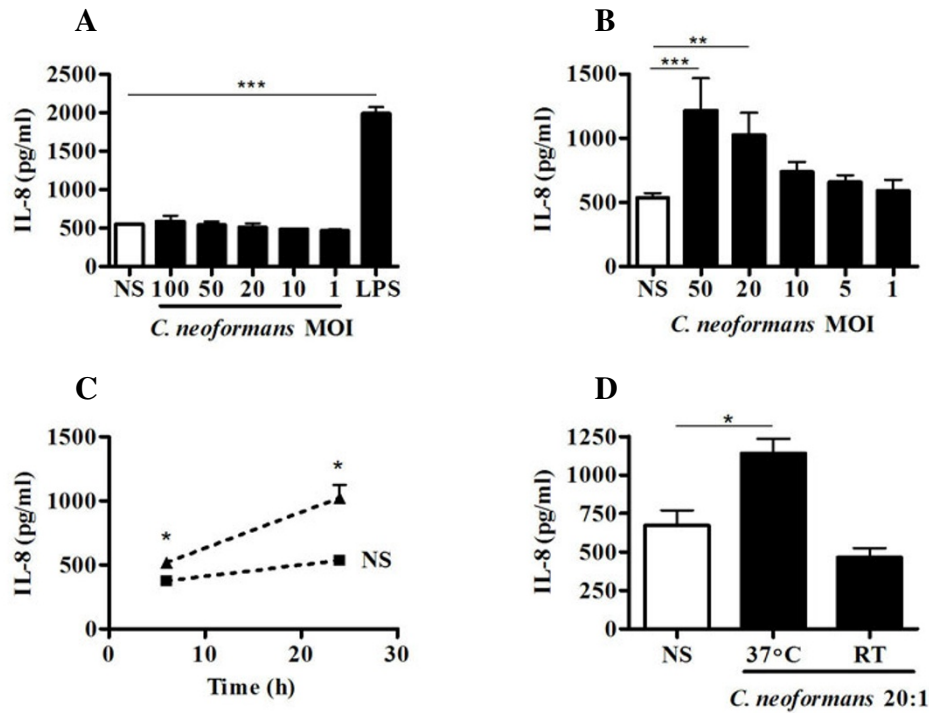 A
IL-8 (pg/ml)
2500
2000
1500
1000
500
0
***
NS 100 50 20 10 1 LPS
C. neoformans MOI
B
IL-8 (pg/ml)
1500
1000
500
0
**
***
NS 50 20 10 5 1
C. neoformans MOI
C
IL-8 (pg/ml)
1500
1000
500
0
*
*
NS
0 10 20 30
Time (h)
D
IL-8 (pg/ml)
1250
1000
750
500
250
0
*
NS 37°C RT
C. neoformans 20:1